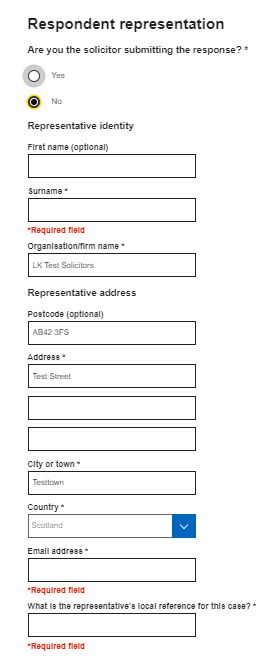 Respondent representation
Are you the solicitor submitting the response? *
Yes
No
Representative identity
First name (optional)
Surname *
*Required field
Organisation/firm name *
LK Test Solicitors
Representative address
Postcode (optional)
AB42 3FS
Address *
Test Street
City or town *
Testtown
Country *
Scotland
Email address *
*Required field
What is the representative's local reference for this case? *
*Required field